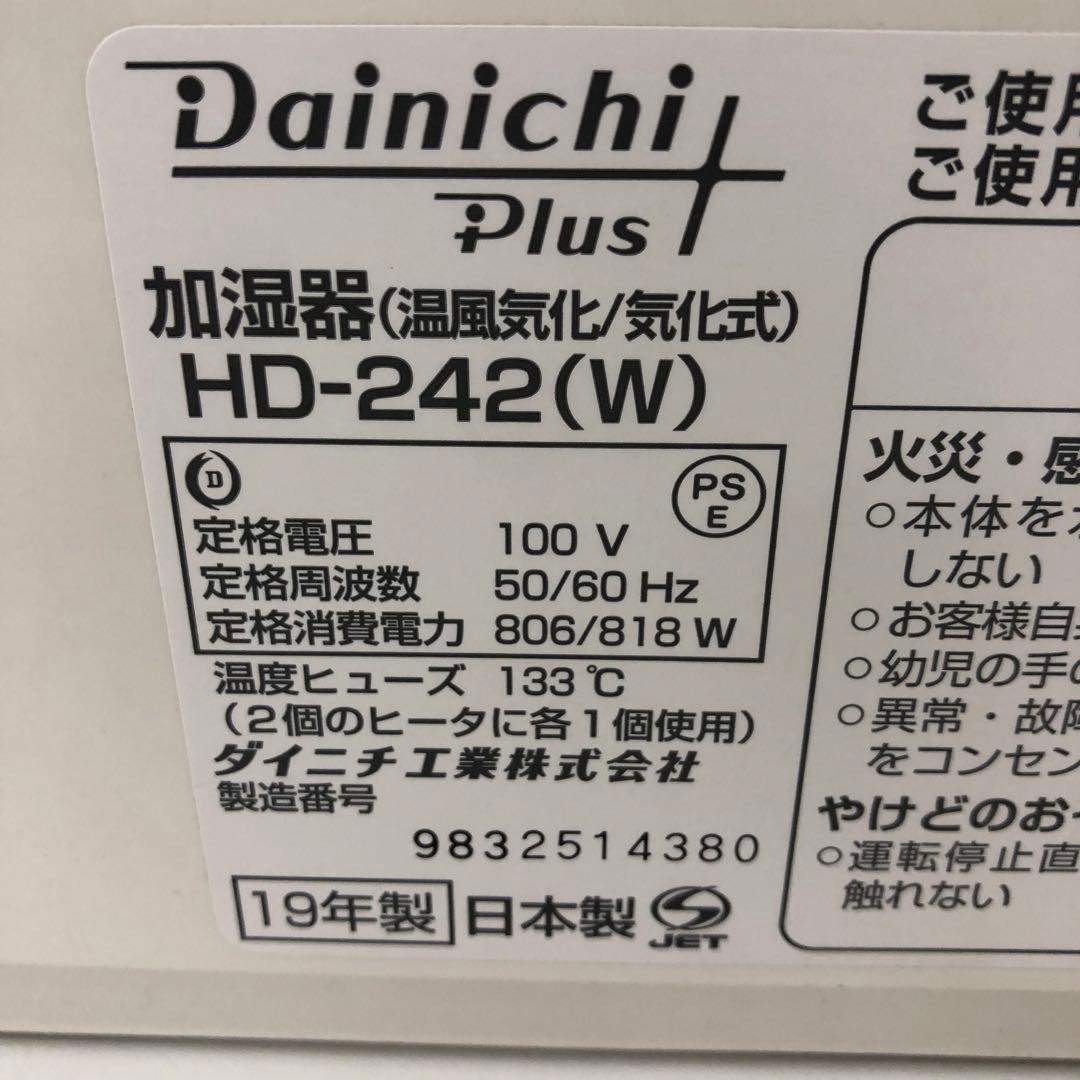 Dainichi
Plus
加湿器(温風気化/気化式)
HD-242(W)
D
PS
E
定格電圧 100 V
定格周波数 50/60 Hz
定格消費電力 806/818 W
温度ヒューズ 133℃
(2個のヒータに各1個使用)
ダイニチ工業株式会社
製造番号
9832514380
19年製 日本製 JET
ご使用
ご使用
火災・感
○本体を
しない
○お客様自
○幼児の手の
○異常・故障
をコンセン
やけどのお
○運転停止直
触れない